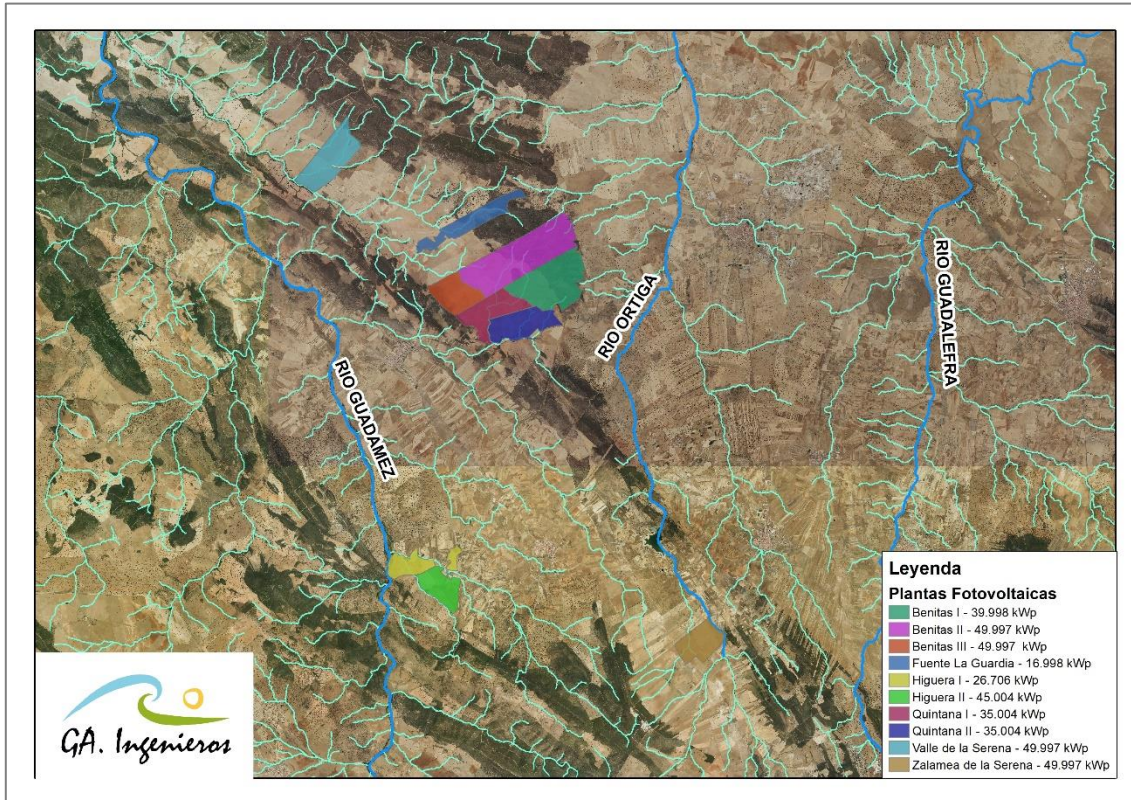 RIO ORTIGA
RIO GUADALEFRA
RIO GUADAMEZ
Leyenda
Plantas Fotovoltaicas
Benitas I - 39.998 kWp
Benitas II - 49.997 kWp
Benitas III - 49.997 kWp
Fuente La Guardia - 16.998 kWp
Higuera I - 26.706 kWp
Higuera II - 45.004 kWp
Quintana I - 35.004 kWp
Quintana II - 35.004 kWp
Valle de la Serena - 49.997 kWp
Zalamea de la Serena - 49.997 kWp
GA. Ingenieros